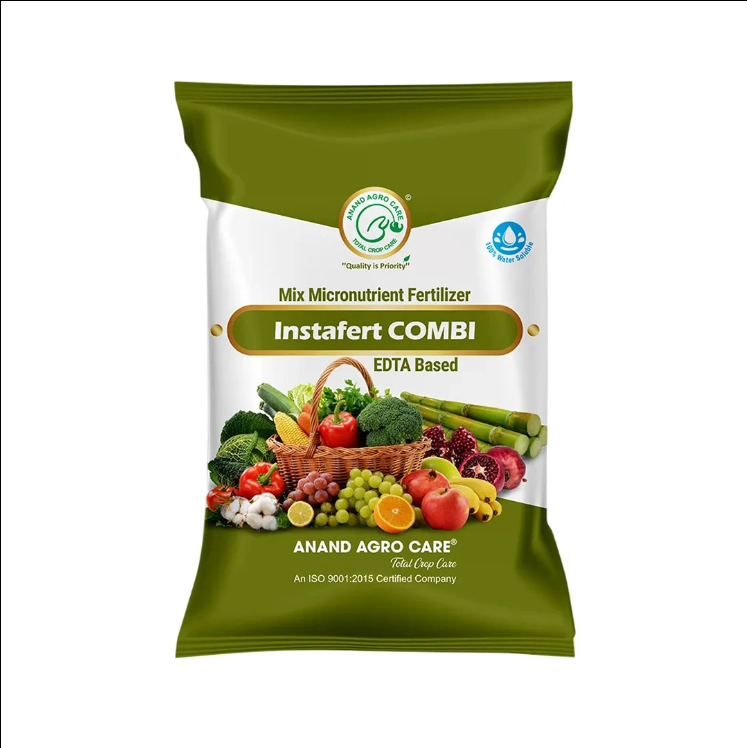 ANAND AGRO CARE
©
TOTAL CROP CARE
"Quality is Priority"
100% Water Soluble
Mix Micronutrient Fertilizer
Instafert COMBI
EDTA Based
ANAND AGRO CARE®
Total Crop Care
An ISO 9001:2015 Certified Company